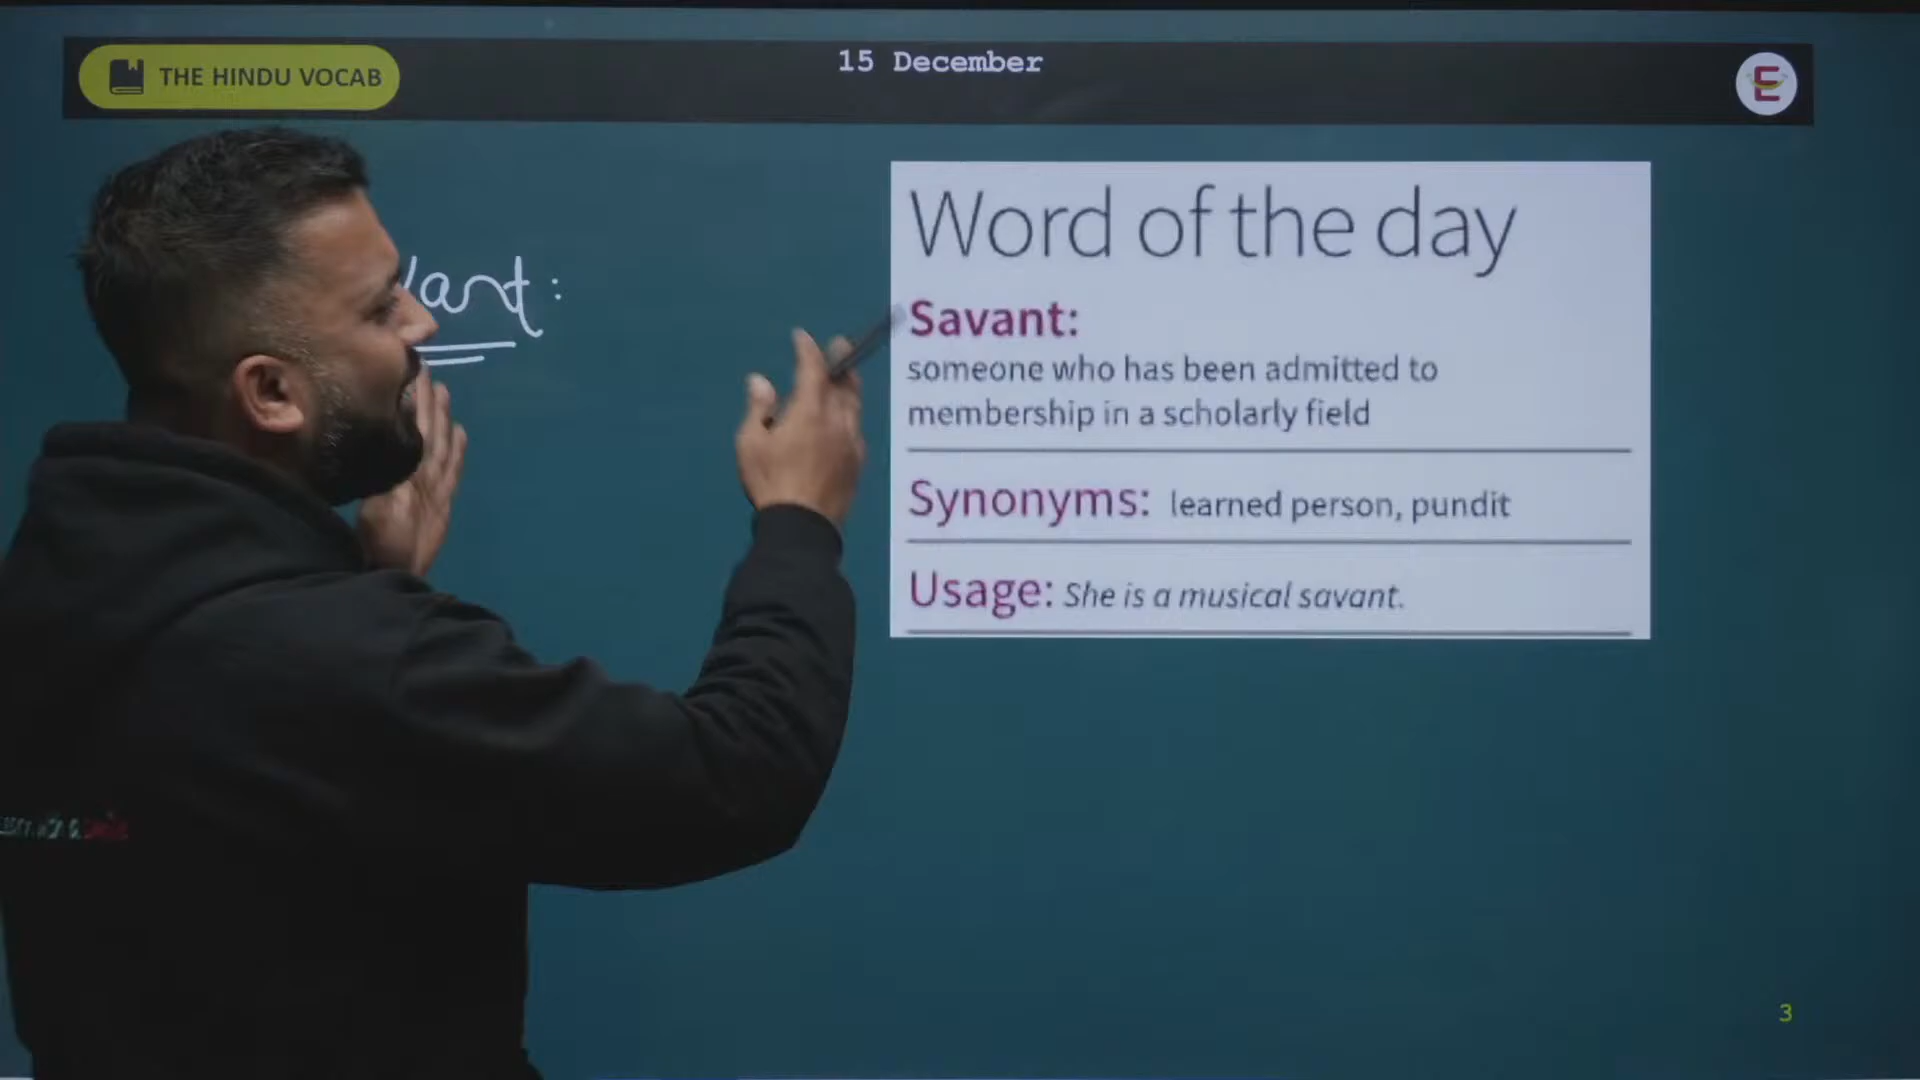 THE HINDU VOCAB
15 December
Word of the day
Savant:
someone who has been admitted to
membership in a scholarly field
Synonyms: learned person, pundit
Usage: She is a musical savant.
vant:
3